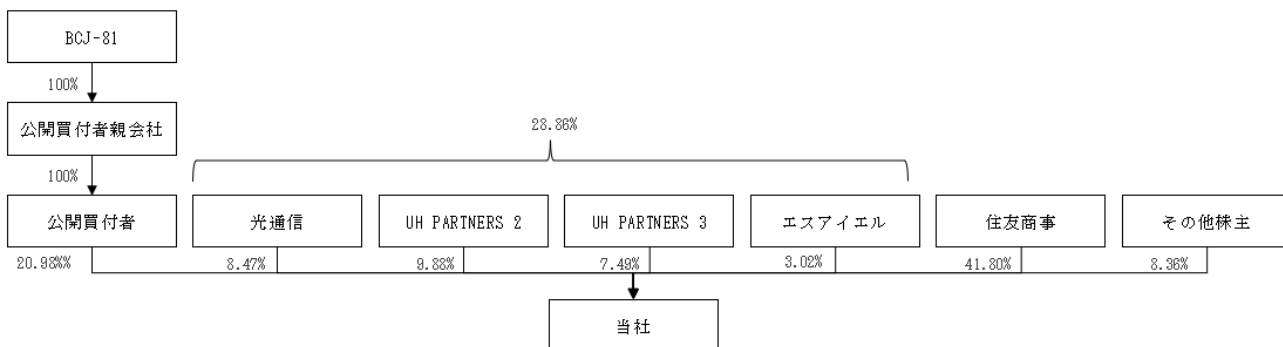 BCJ-81
100%
公開買付者親会社
28.86%
100%
公開買付者
光通信
UH PARTNERS 2
UH PARTNERS 3
エスアイエル
住友商事
その他株主
20.98%%
8.47%
9.88%
7.49%
3.02%
41.80%
8.36%
当社